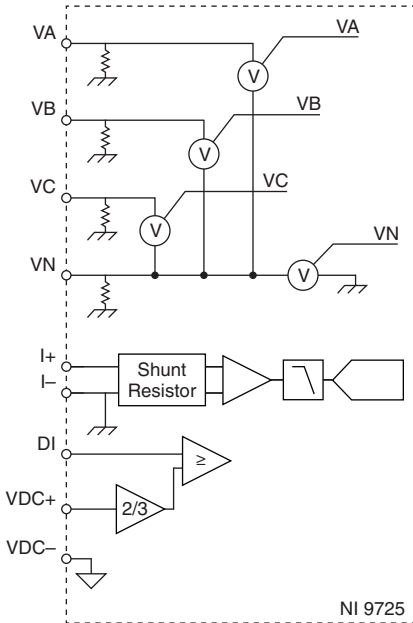 VA
VA
V
VB
VB
V
VC
VC
V
VN
VN
V
I+
I–
Shunt
Resistor
DI
≥
VDC+
2/3
VDC–
NI 9725